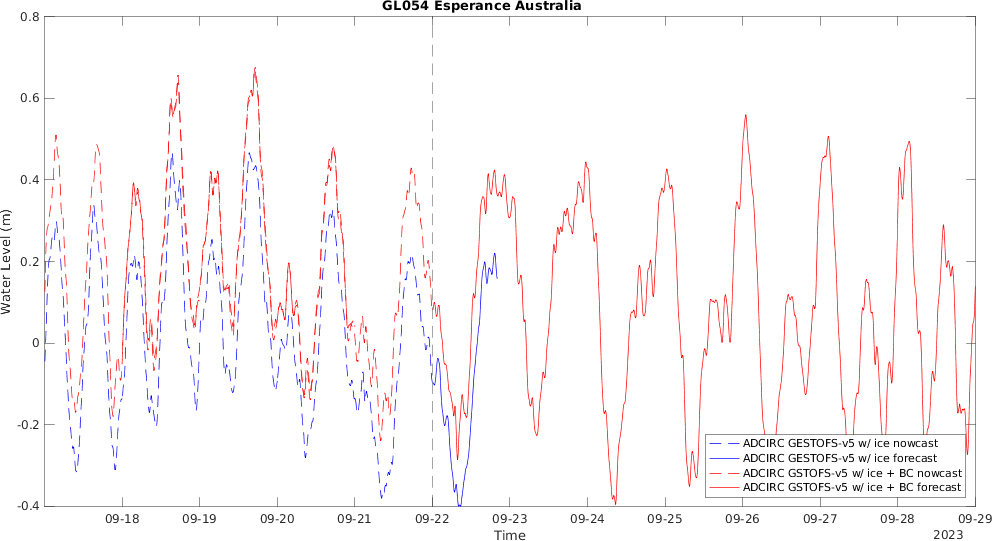 GL054 Esperance Australia
Water Level (m)
0.8
0.6
0.4
0.2
0
-0.2
-0.4
ADCIRC GESTOFS-v5 w/ ice nowcast
ADCIRC GESTOFS-v5 w/ ice forecast
ADCIRC GSTOFS-v5 w/ ice + BC nowcast
ADCIRC GSTOFS-v5 w/ ice + BC forecast
09-18 09-19 09-20 09-21 09-22 09-23 09-24 09-25 09-26 09-27 09-28 09-29
Time
2023